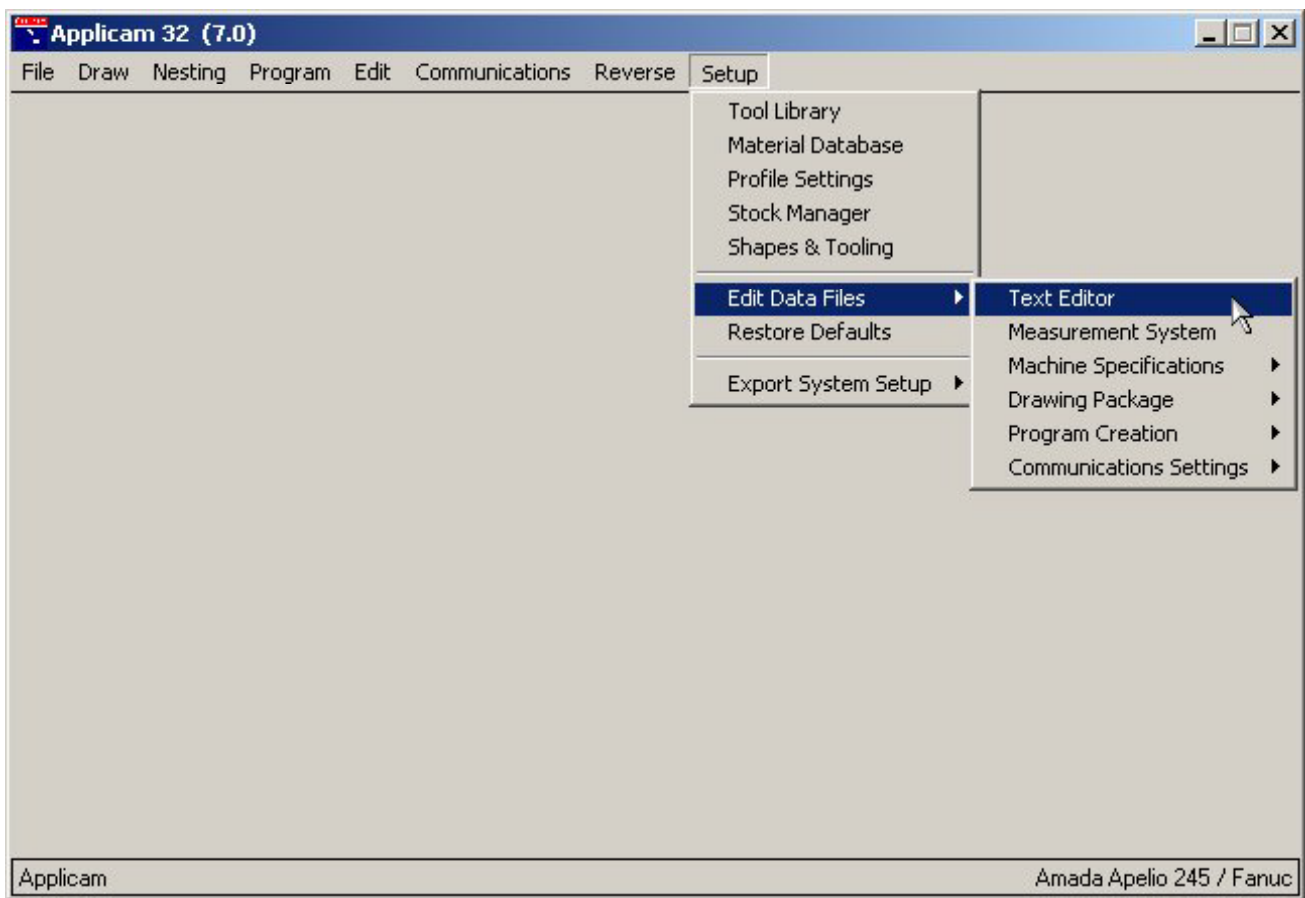 Applicam 32 (7.0)
File Draw Nesting Program Edit Communications Reverse Setup
Tool Library
Material Database
Profile Settings
Stock Manager
Shapes & Tooling
Edit Data Files
Restore Defaults
Export System Setup
Text Editor
Measurement System
Machine Specifications
Drawing Package
Program Creation
Communications Settings
Applicam
Amada Apelio 245 / Fanuc